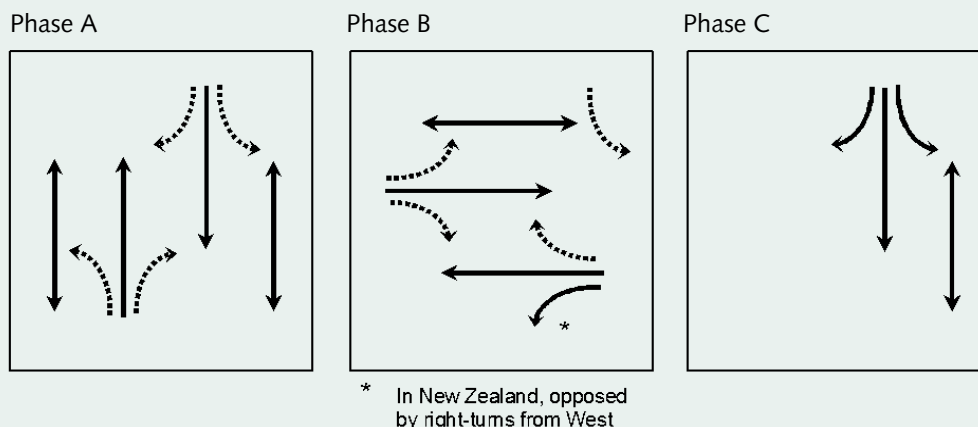 Phase A
Phase B
Phase C
*
* In New Zealand, opposed
by right-turns from West